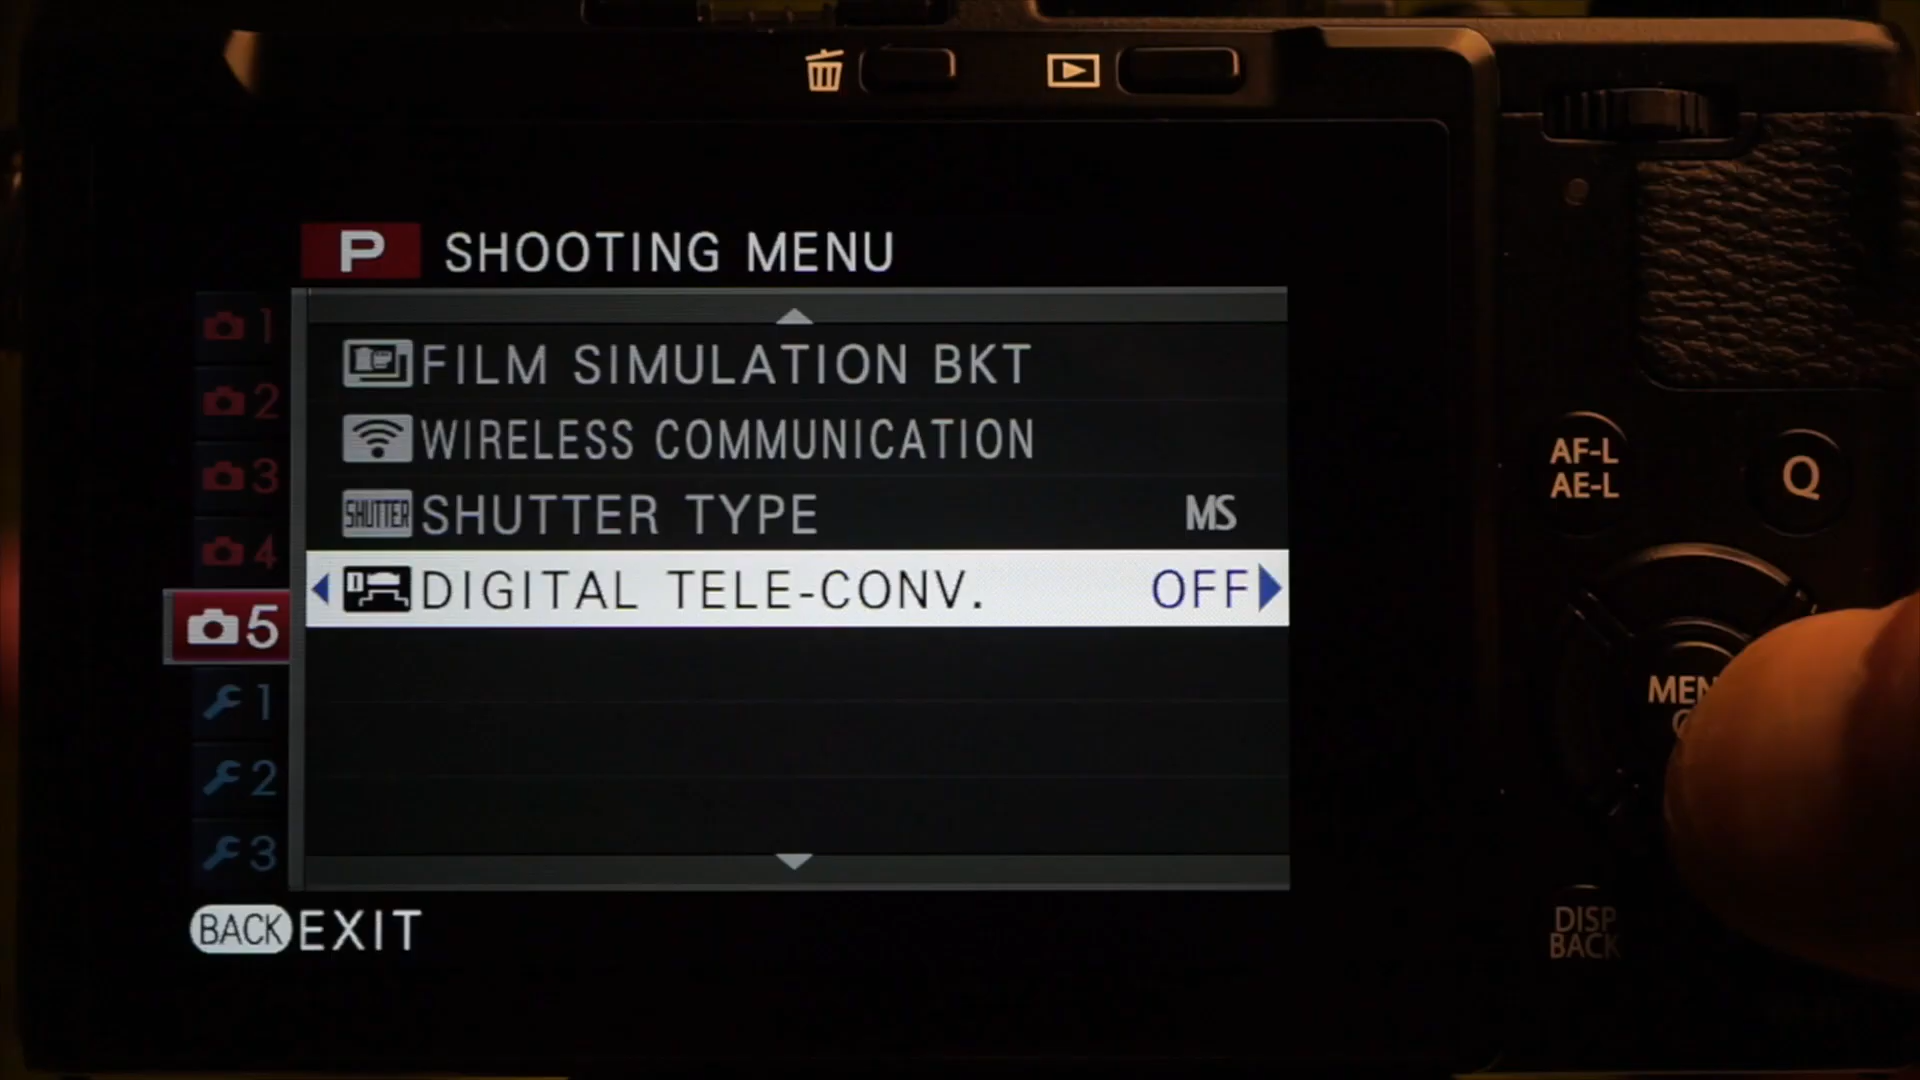 P SHOOTING MENU
1
FILM SIMULATION BKT
2
WIRELESS COMMUNICATION
3
SHUTTER SHUTTER TYPE MS
4
DIGITAL TELE-CONV. OFF
5
1
2
3
BACK EXIT
AF-L
AE-L
Q
DISP
BACK